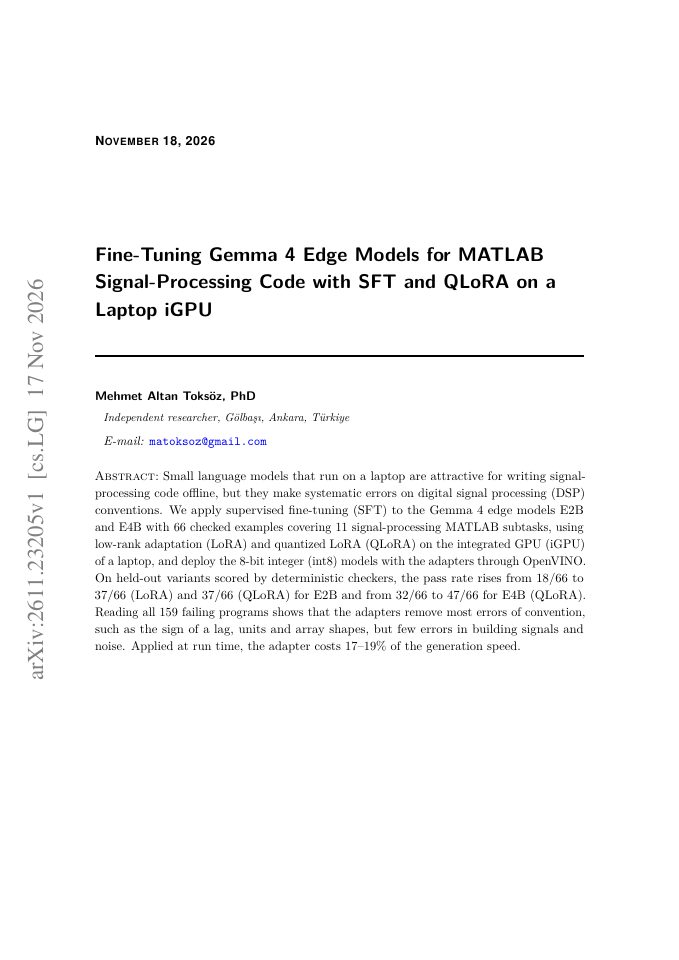 arXiv:2611.23205v1 [cs.LG] 17 Nov 2026
NOVEMBER 18, 2026
Fine-Tuning Gemma 4 Edge Models for MATLAB
Signal-Processing Code with SFT and QLoRA on a
Laptop iGPU
Mehmet Altan Toksöz, PhD
Independent researcher, Gölbaşı, Ankara, Türkiye
E-mail: matoksoz@gmail.com
ABSTRACT: Small language models that run on a laptop are attractive for writing signal-
processing code offline, but they make systematic errors on digital signal processing (DSP)
conventions. We apply supervised fine-tuning (SFT) to the Gemma 4 edge models E2B
and E4B with 66 checked examples covering 11 signal-processing MATLAB subtasks, using
low-rank adaptation (LoRA) and quantized LoRA (QLoRA) on the integrated GPU (iGPU)
of a laptop, and deploy the 8-bit integer (int8) models with the adapters through OpenVINO.
On held-out variants scored by deterministic checkers, the pass rate rises from 18/66 to
37/66 (LoRA) and 37/66 (QLoRA) for E2B and from 32/66 to 47/66 for E4B (QLoRA).
Reading all 159 failing programs shows that the adapters remove most errors of convention,
such as the sign of a lag, units and array shapes, but few errors in building signals and
noise. Applied at run time, the adapter costs 17–19% of the generation speed.